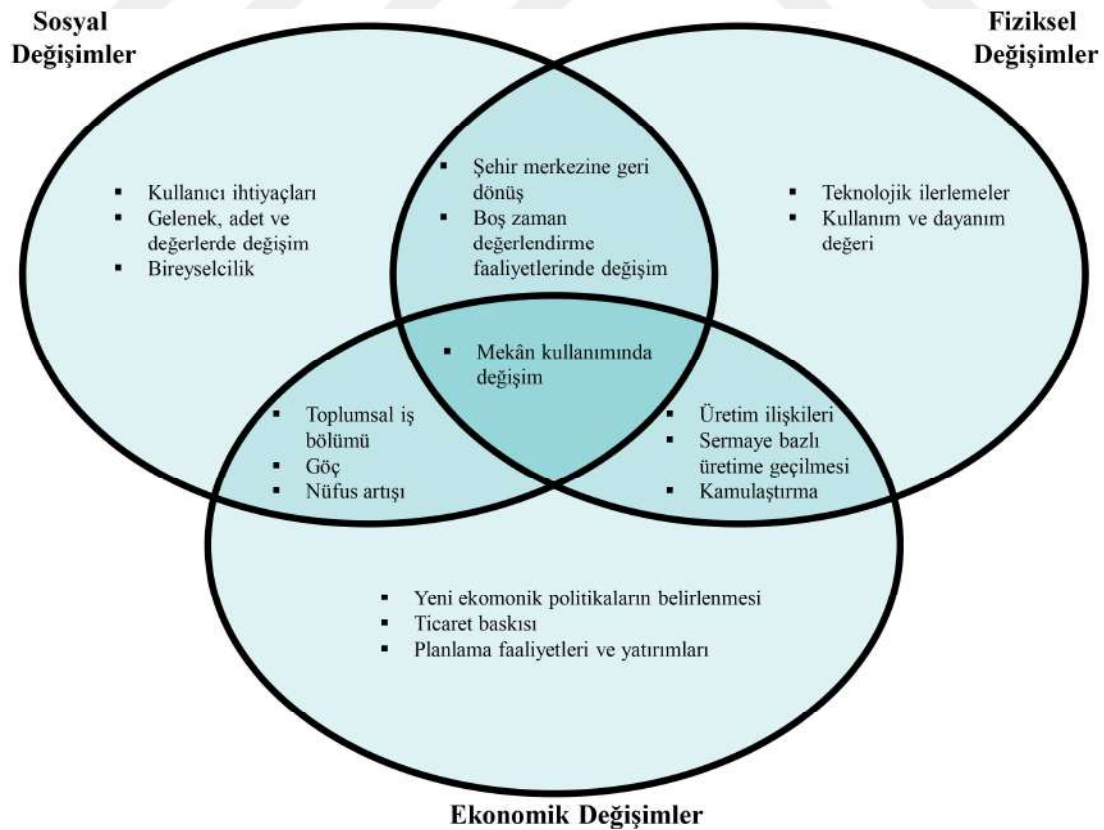 Sosyal
Değişimler
Fiziksel
Değişimler
▪ Kullanıcı ihtiyaçları
▪ Gelenek, adet ve
değerlerde değişim
▪ Bireyselcilik
▪ Şehir merkezine geri
dönüş
▪ Boş zaman
değerlendirme
faaliyetlerinde değişim
▪ Teknolojik ilerlemeler
▪ Kullanım ve dayanım
değeri
▪ Mekân kullanımında
değişim
▪ Toplumsal iş
bölümü
▪ Göç
▪ Nüfus artışı
▪ Üretim ilişkileri
▪ Sermaye bazlı
üretime geçilmesi
▪ Kamulaştırma
▪ Yeni ekomonik politikaların belirlenmesi
▪ Ticaret baskısı
▪ Planlama faaliyetleri ve yatırımları
Ekonomik Değişimler